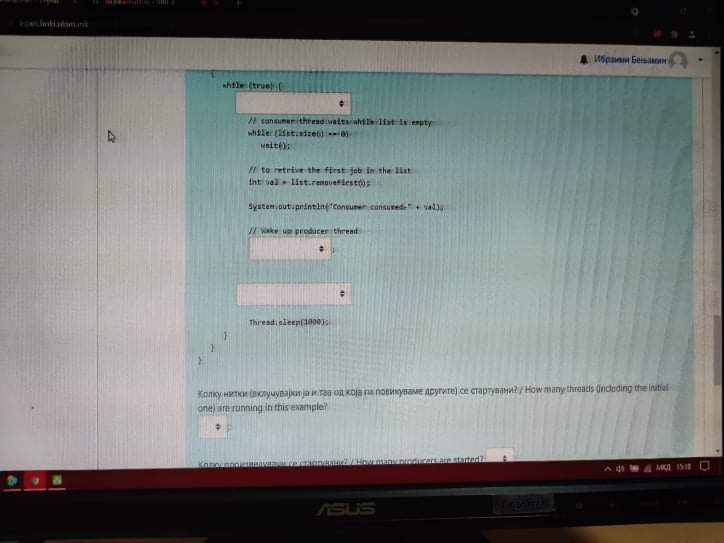 Ибраими Бењамин
{
while (true) {
// consumer thread waits while list is empty
while (list.size() == 0)
wait();
// to retrive the first job in the list
int val = list.removeFirst();
System.out.println("Consumer consumed-" + val);
// Wake up producer thread
;
Thread.sleep(1000);
}
}
}
Колку нитки (вклучувајќи ја и таа од која ги повикуваме другите) се стартувани? / How many threads (including the initial
one) are running in this example?
Колку производувачи се стартувани? / How many producers are started?
МКД 15:18
ASUS